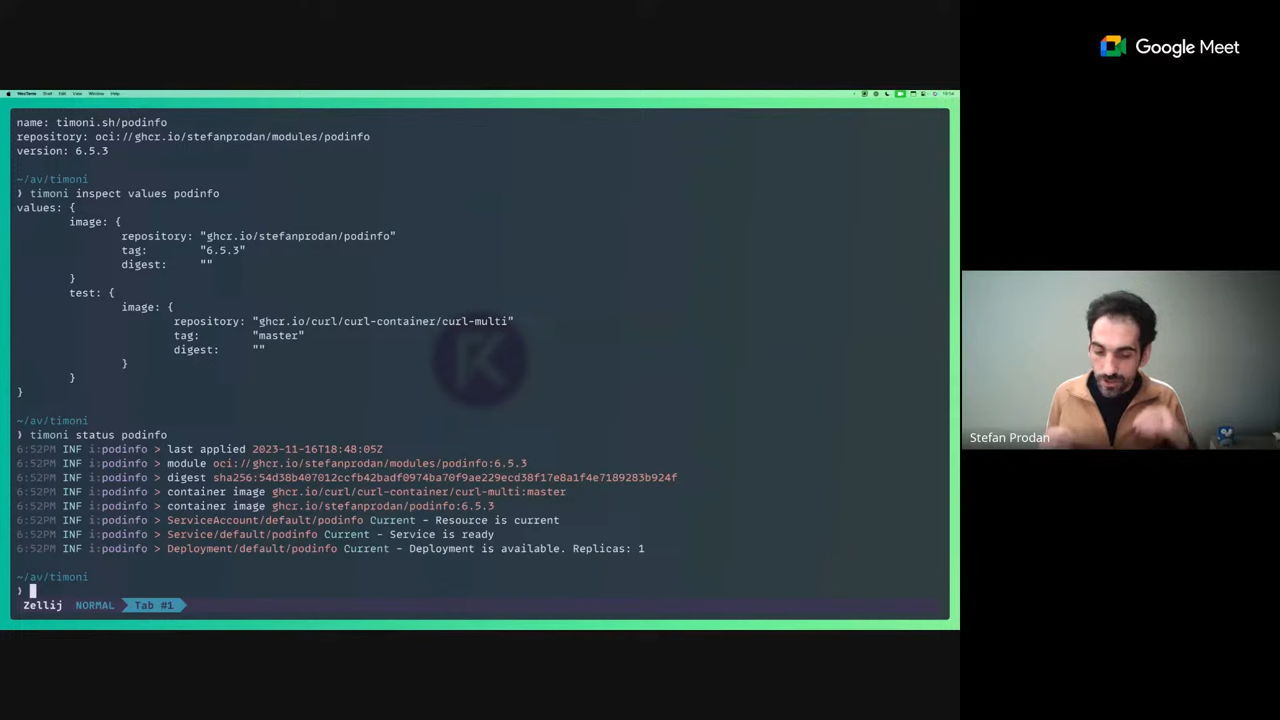 Google Meet
name: timoni.sh/podinfo
repository: oci://ghcr.io/stefanprodan/modules/podinfo
version: 6.5.3
~/av/timoni
❯ timoni inspect values podinfo
values: {
image: {
repository: "ghcr.io/stefanprodan/podinfo"
tag: "6.5.3"
digest: ""
}
test: {
image: {
repository: "ghcr.io/curl/curl-container/curl-multi"
tag: "master"
digest: ""
}
}
}
~/av/timoni
❯ timoni status podinfo
6:52PM INF i:podinfo > last applied 2023-11-16T18:48:05Z
6:52PM INF i:podinfo > module oci://ghcr.io/stefanprodan/modules/podinfo:6.5.3
6:52PM INF i:podinfo > digest sha256:54d38b407012ccfb42badf0974ba70f9ae229ecd38f17e8a1f4e7189283b924f
6:52PM INF i:podinfo > container image ghcr.io/curl/curl-container/curl-multi:master
6:52PM INF i:podinfo > container image ghcr.io/stefanprodan/podinfo:6.5.3
6:52PM INF i:podinfo > ServiceAccount/default/podinfo Current - Resource is current
6:52PM INF i:podinfo > Service/default/podinfo Current - Service is ready
6:52PM INF i:podinfo > Deployment/default/podinfo Current - Deployment is available. Replicas: 1
~/av/timoni
❯
Zellij NORMAL Tab #1
Stefan Prodan